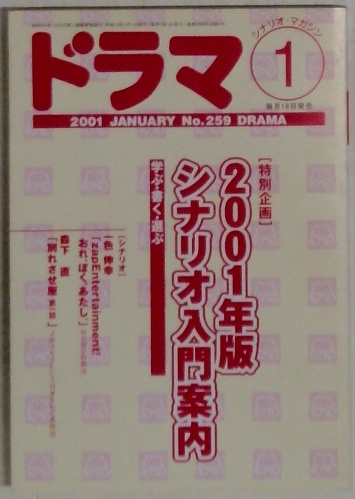 ドラマ
シナリオ・マガジン
1
毎月18日発売
2001 JANUARY No.259 DRAMA
[特別企画]
2001年版
シナリオ入門案内
学ぶ・書く・選ぶ
[シナリオ]
一色 伸幸
「zapEntertainment!
おれ、ぼく、あたし。」
森下 直
「別れさせ屋 第一話」